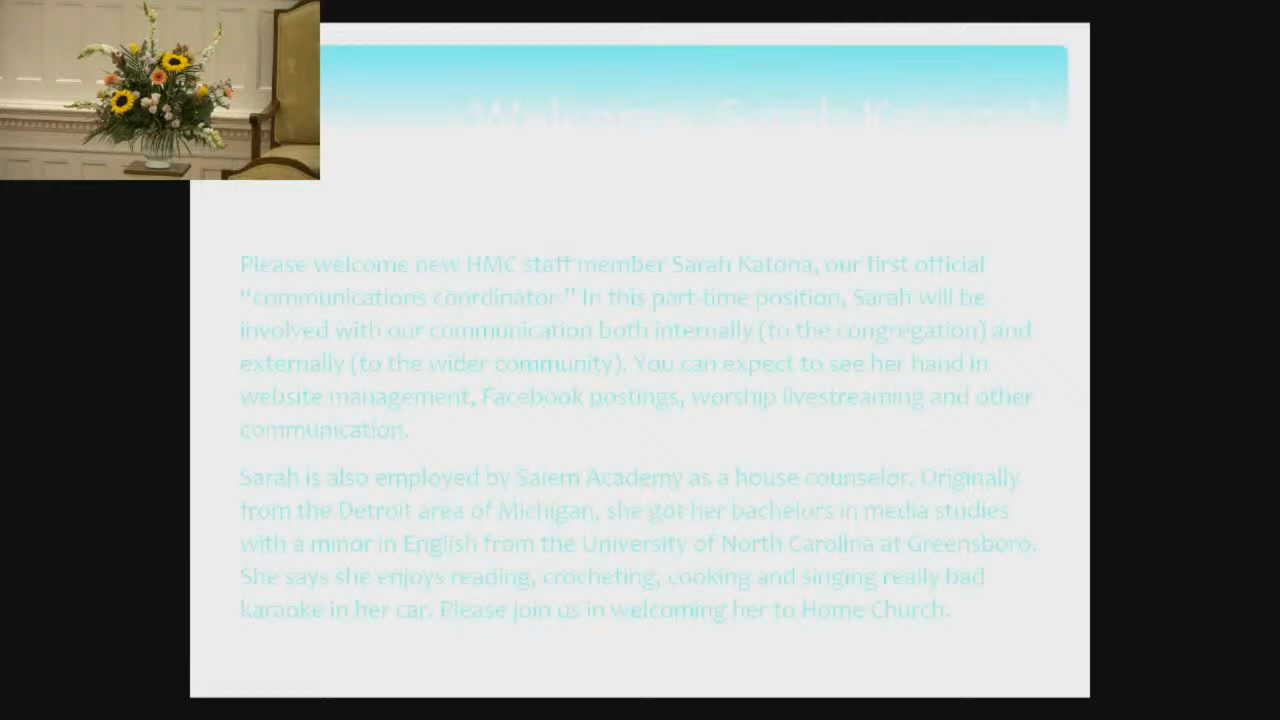 Welcome Sarah Katona!
Please welcome new HMC staff member Sarah Katona, our first official
“communications coordinator.” In this part-time position, Sarah will be
involved with our communication both internally (to the congregation) and
externally (to the wider community). You can expect to see her hand in
website management, Facebook postings, worship livestreaming and other
communication.
Sarah is also employed by Salem Academy as a house counselor. Originally
from the Detroit area of Michigan, she got her bachelors in media studies
with a minor in English from the University of North Carolina at Greensboro.
She says she enjoys reading, crocheting, cooking and singing really bad
karaoke in her car. Please join us in welcoming her to Home Church.